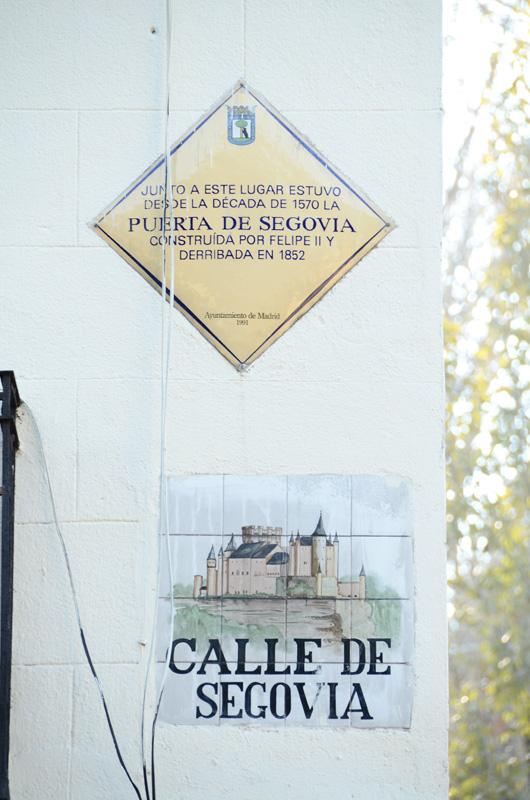 JUNTO A ESTE LUGAR ESTUVO
DESDE LA DÉCADA DE 1570 LA
PUERTA DE SEGOVIA
CONSTRUÍDA POR FELIPE II Y
DERRIBADA EN 1852
Ayuntamiento de Madrid
1991
CALLE DE
SEGOVIA